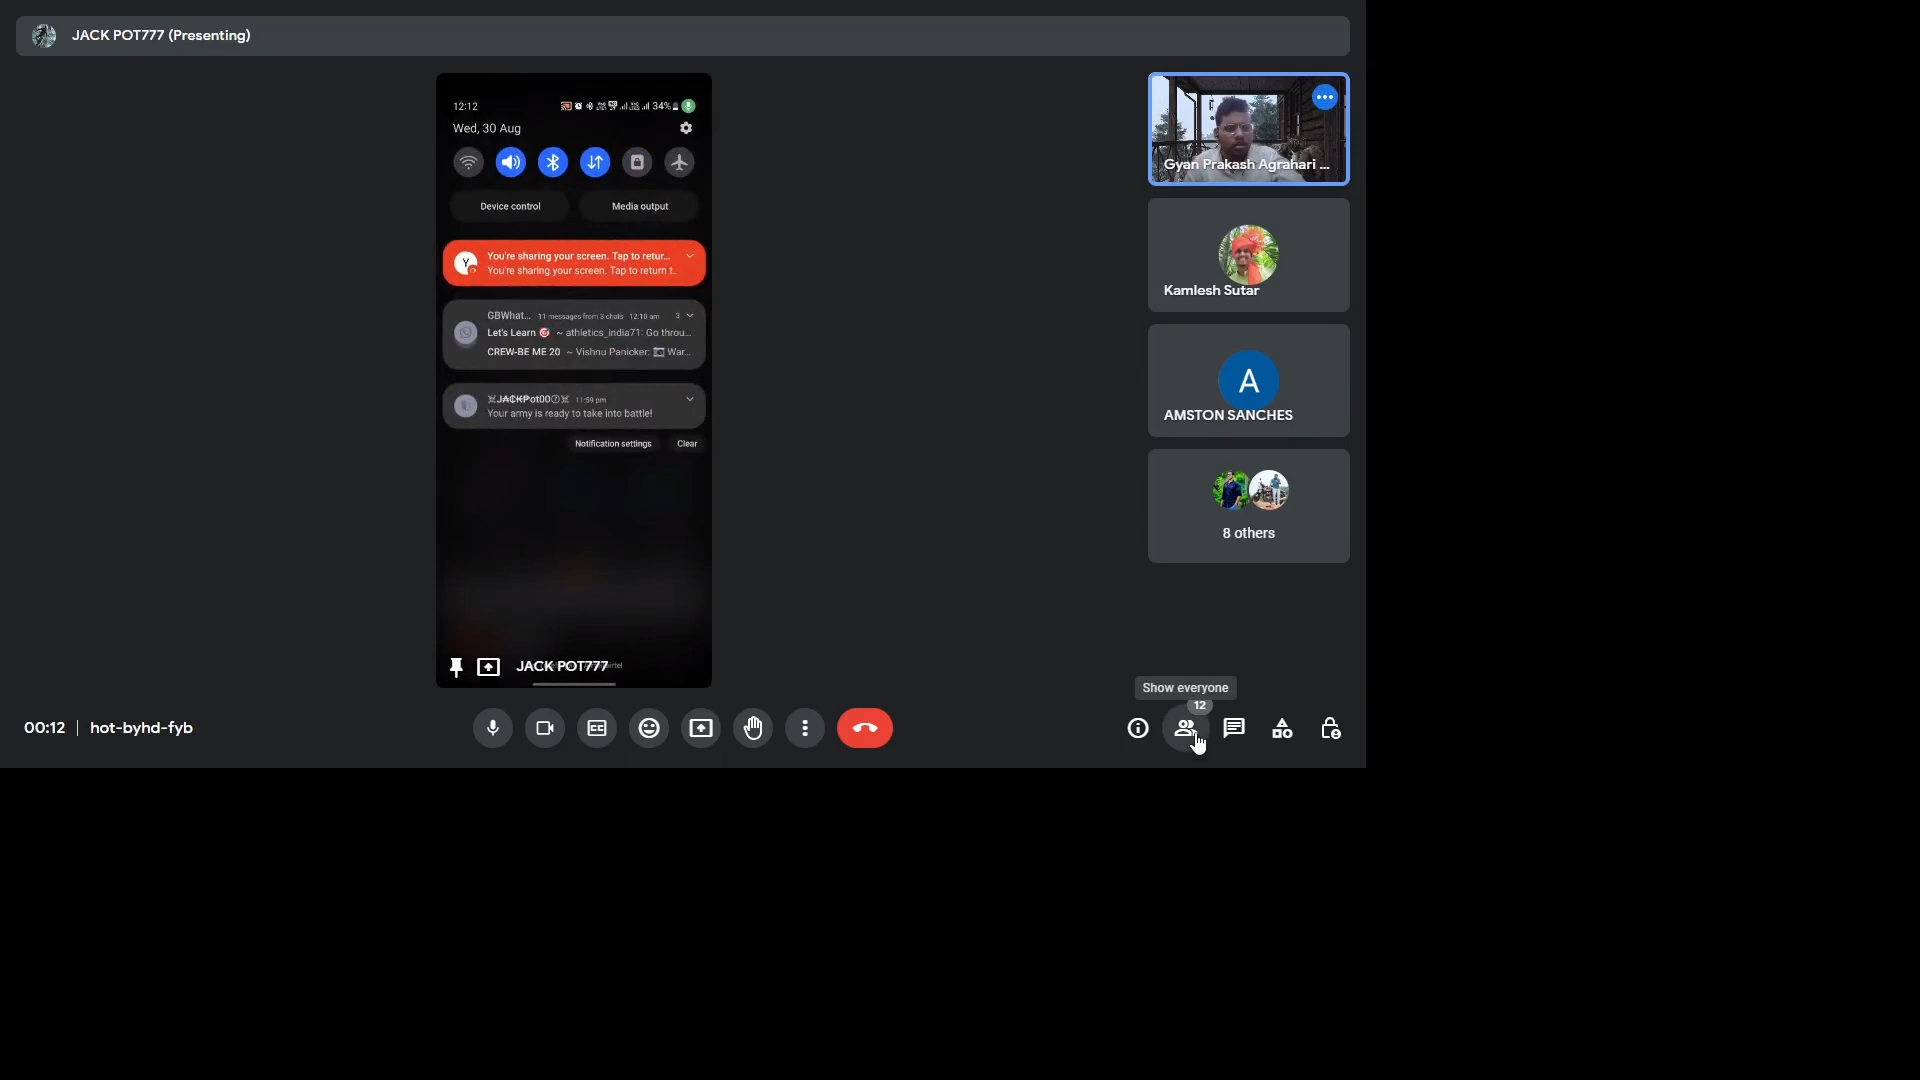 JACK POT777 (Presenting)
12:12
34%
Wed, 30 Aug
Device control
Media output
Y
You're sharing your screen. Tap to retur...
You're sharing your screen. Tap to return t..
GBWhat... 11 messages from 3 chats 12:10 am 3
Let's Learn 🎯 ~ athletics_india71: Go throu...
CREW-BE ME 20 ~ Vishnu Panicker: 📷 War...
11:59 pm
Your army is ready to take into battle!
Notification settings
Clear
JACK POT777
Gyan Prakash Agrahari ...
Kamlesh Sutar
A
AMSTON SANCHES
8 others
Show everyone
12
00:12 | hot-byhd-fyb
CC